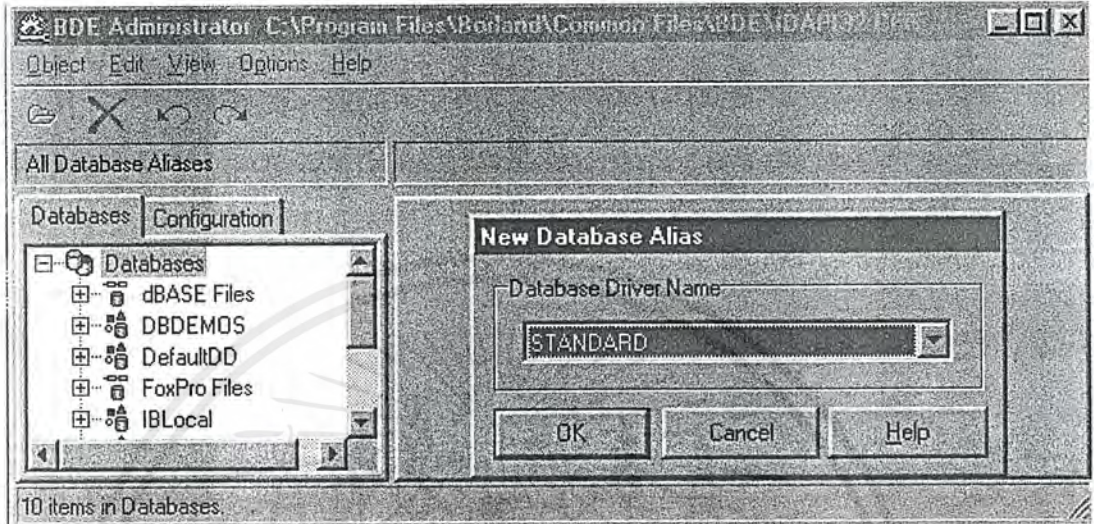 BDE Administrator C:\Program Files\Borland\Common Files\BDE\IDAPI32
Object Edit View Options Help
All Database Aliases
Databases Configuration
Databases
dBASE Files
DBDEMOS
DefaultDD
FoxPro Files
IBLocal
New Database Alias
Database Driver Name
STANDARD
OK Cancel Help
10 items in Databases.